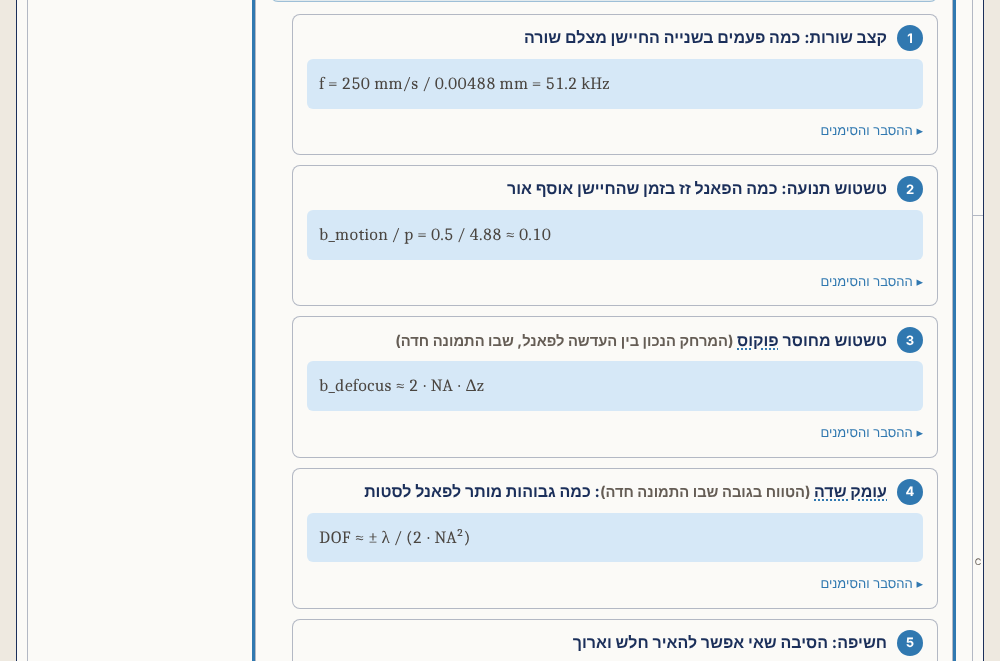 1 קצב שורות: כמה פעמים בשנייה החיישן מצלם שורה
f = 250 mm/s / 0.00488 mm = 51.2 kHz
◂ ההסבר והסימנים
2 טשטוש תנועה: כמה הפאנל זז בזמן שהחיישן אוסף אור
b_motion / p = 0.5 / 4.88 ≈ 0.10
◂ ההסבר והסימנים
3 טשטוש מחוסר פוקוס (המרחק הנכון בין העדשה לפאנל, שבו התמונה חדה)
b_defocus ≈ 2 · NA · Δz
◂ ההסבר והסימנים
4 עומק שדה (הטווח בגובה שבו התמונה חדה): כמה גבוהות מותר לפאנל לסטות
DOF ≈ ± λ / (2 · NA²)
◂ ההסבר והסימנים
5 חשיפה: הסיבה שאי אפשר להאיר חלש וארוך
C